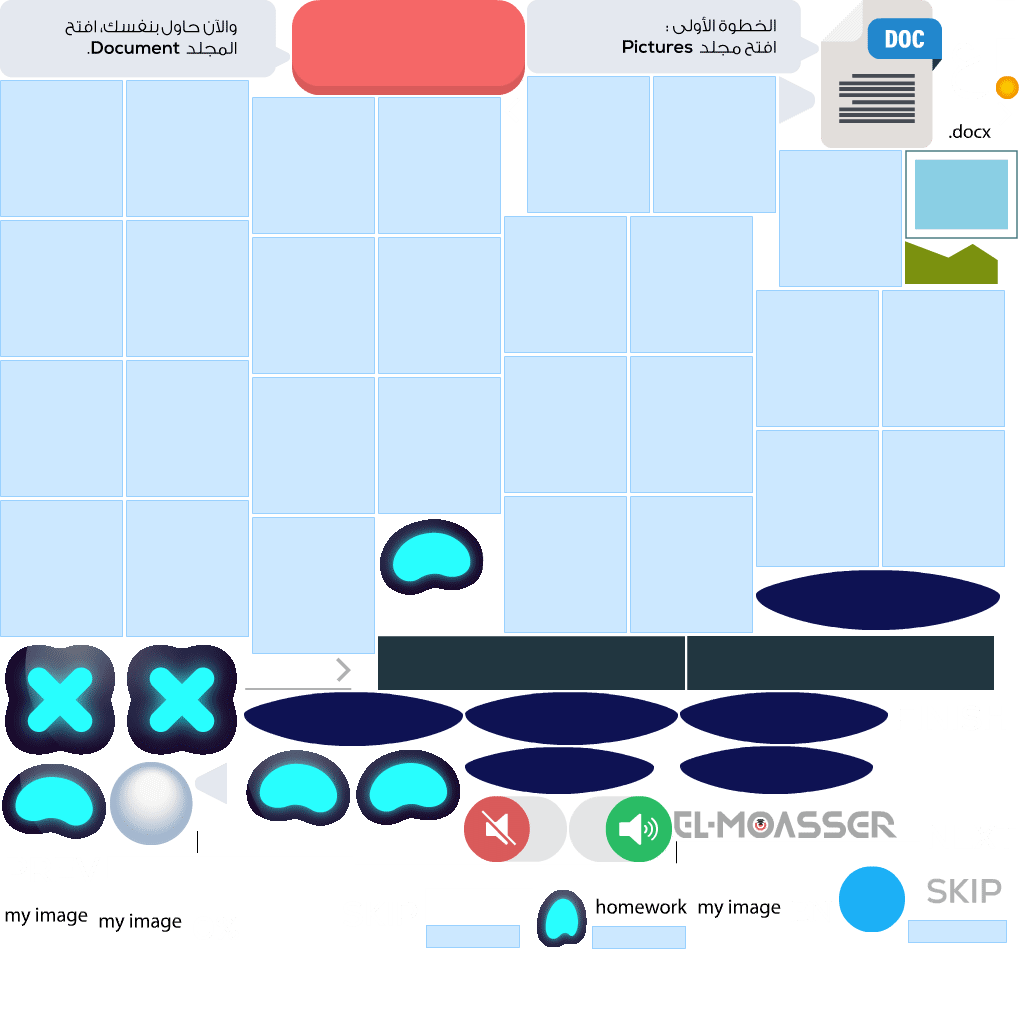 والآن حاول بنفسك، افتح
المجلد Document.
الخطوة الأولى :
افتح مجلد Pictures
DOC
.docx
EL-MOASSER
SKIP
my image
my image
homework
my image